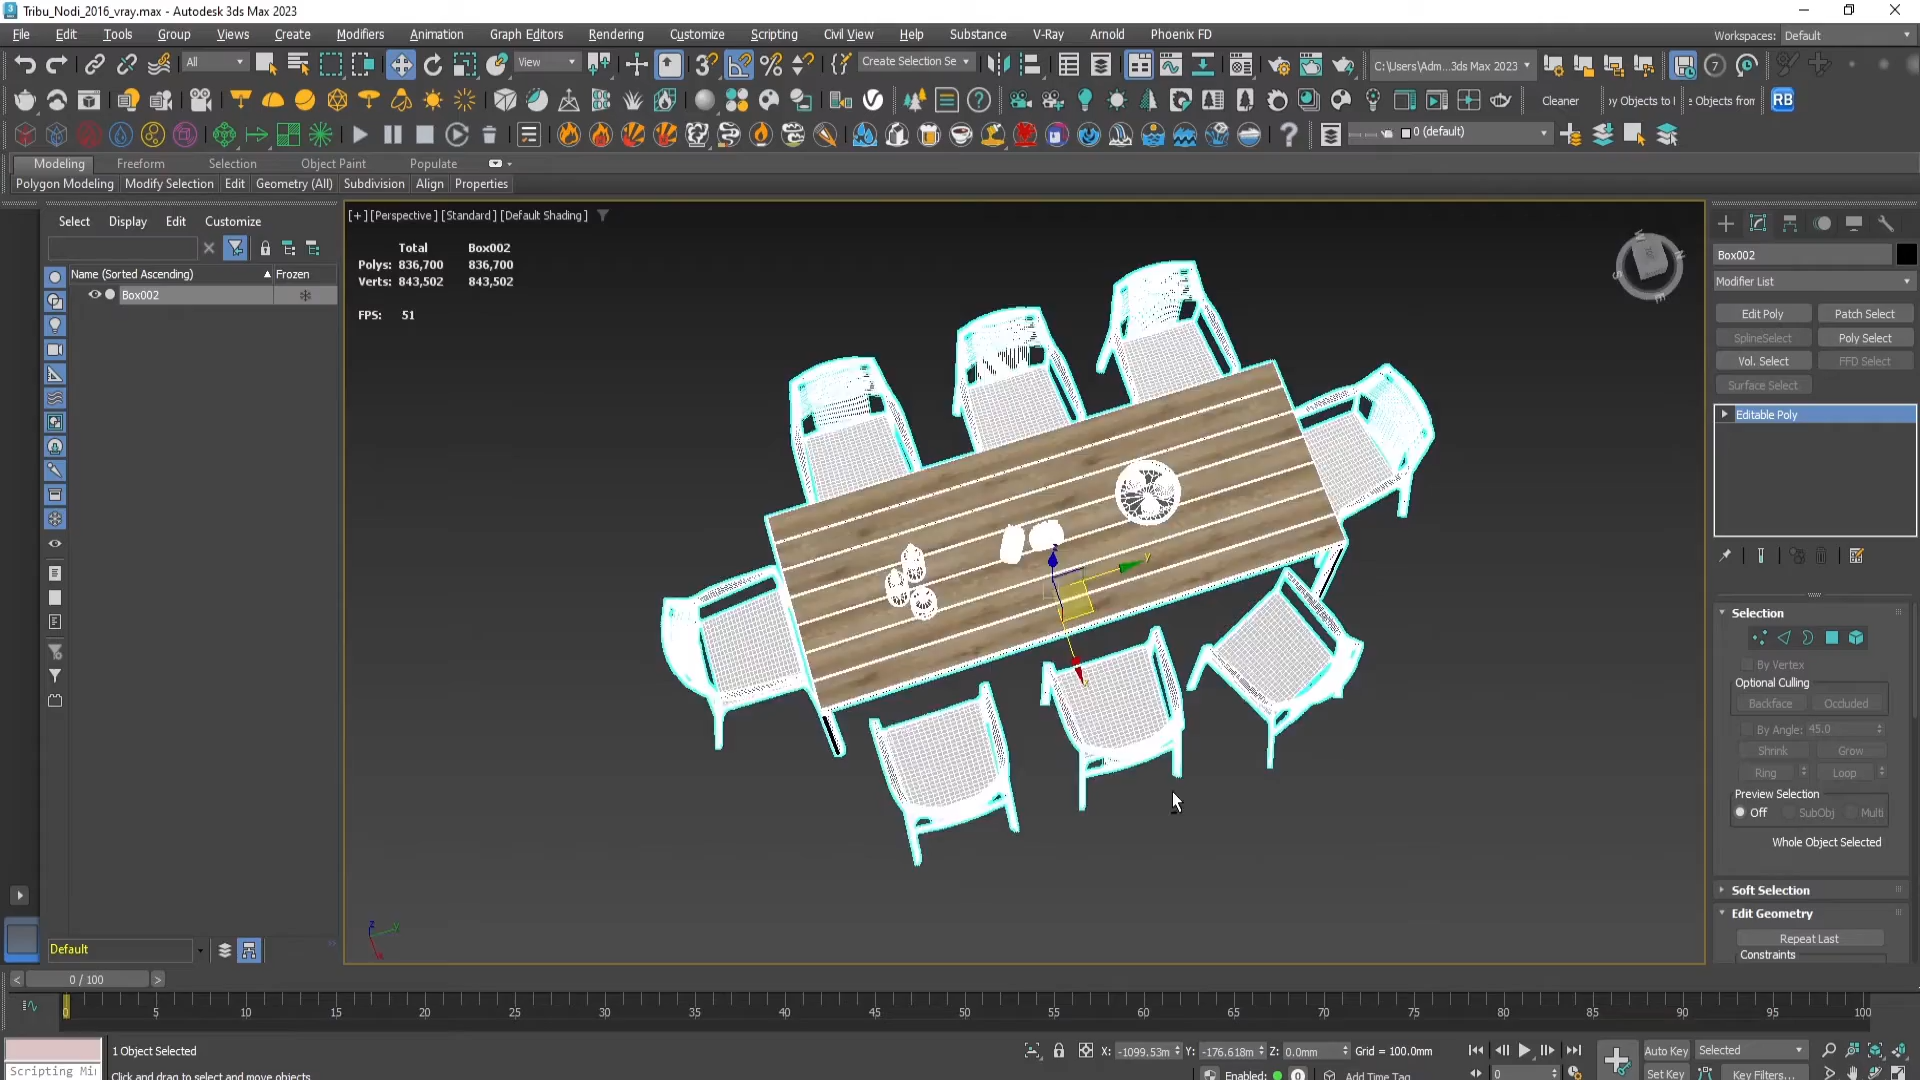 Tribu_Nodi_2016_vray.max - Autodesk 3ds Max 2023
File Edit Tools Group Views Create Modifiers Animation Graph Editors Rendering Customize Scripting Civil View Help Substance V-Ray Arnold Phoenix FD
Workspaces: Default
All View Create Selection Se C:\Users\Adm...3ds Max 2023 7
Cleaner y Objects to e Objects from RB
0 (default)
Modeling Freeform Selection Object Paint Populate
Polygon Modeling Modify Selection Edit Geometry (All) Subdivision Align Properties
Select Display Edit Customize
Name (Sorted Ascending) Frozen
Box002
[+] [Perspective] [Standard] [Default Shading]
Total Box002
Polys: 836,700 836,700
Verts: 843,502 843,502
FPS: 51
Box002
Modifier List
Edit Poly Patch Select
SplineSelect Poly Select
Vol. Select FFD Select
Surface Select
Editable Poly
Selection
By Vertex
Optional Culling
Backface Occluded
By Angle: 45.0
Shrink Grow
Ring Loop
Preview Selection
Off SubObj Multi
Whole Object Selected
Soft Selection
Edit Geometry
Repeat Last
Constraints
Default
0 / 100
0 5 10 15 20 25 30 35 40 45 50 55 60 65 70 75 80 85 90 95 100
1 Object Selected
X: -1099.53m Y: -176.618m Z: 0.0mm Grid = 100.0mm
Auto Key Selected
Scripting Mi
Click and drag to select and move objects
Enabled: 0 Add Time Tag
0 Set Key Key Filters...